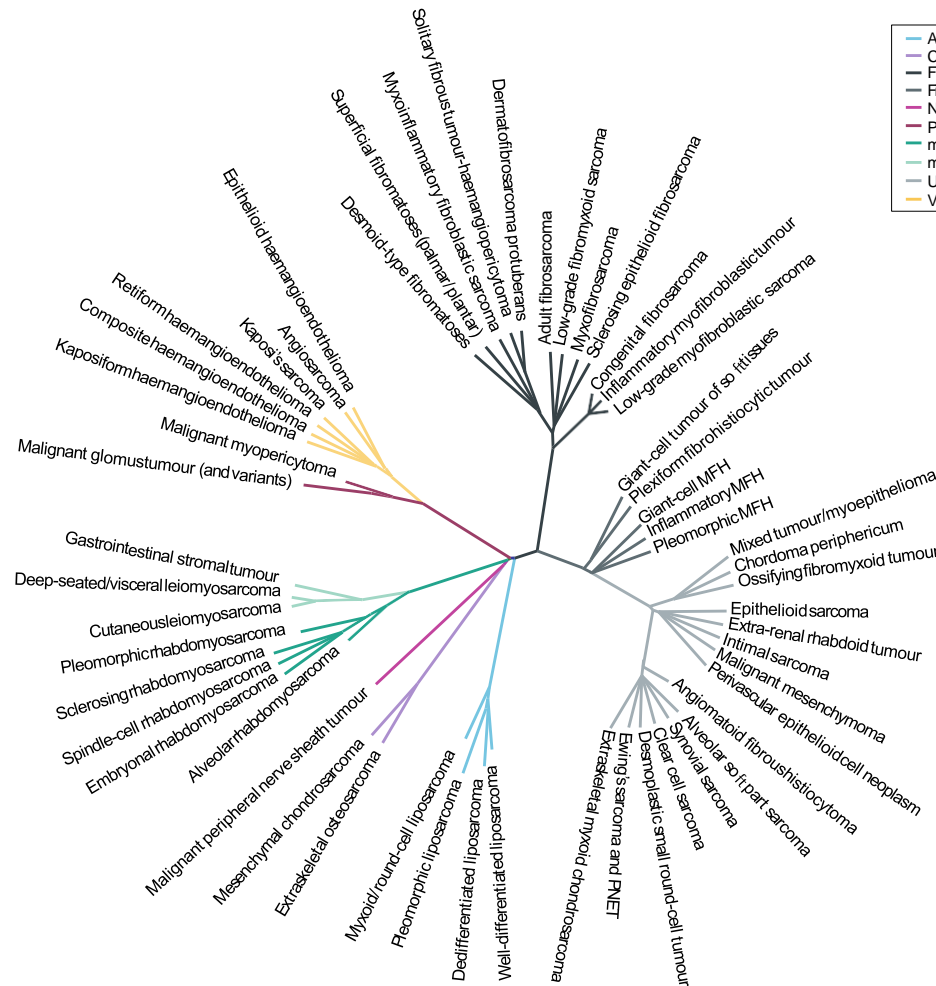 Solitary fibrous tumour-haemangiopericytoma
Dermatofibrosarcoma protuberans
Myxoinflammatory fibroblastic sarcoma
Superficial fibromatoses (palmar/plantar)
Desmoid-type fibromatoses
Adult fibrosarcoma
Low-grade fibromyxoid sarcoma
Myxofibrosarcoma
Sclerosing epithelioid fibrosarcoma
Congenital fibrosarcoma
Inflammatory myofibroblastic tumour
Low-grade myofibroblastic sarcoma
Giant-cell tumour of soft tissues
Plexiform fibrohistiocytic tumour
Giant-cell MFH
Inflammatory MFH
Pleomorphic MFH
Mixed tumour/myoepithelioma
Chordoma periphericum
Ossifying fibromyxoid tumour
Epithelioid sarcoma
Extra-renal rhabdoid tumour
Intimal sarcoma
Malignant mesenchymoma
Perivascular epithelioid cell neoplasm
Angiomatoid fibrous histiocytoma
Alveolar soft part sarcoma
Synovial sarcoma
Clear cell sarcoma
Desmoplastic small round-cell tumour
Ewing's sarcoma and PNET
Extraskeletal myxoid chondrosarcoma
Well-differentiated liposarcoma
Dedifferentiated liposarcoma
Pleomorphic liposarcoma
Myxoid/round-cell liposarcoma
Extraskeletal osteosarcoma
Mesenchymal chondrosarcoma
Malignant peripheral nerve sheath tumour
Alveolar rhabdomyosarcoma
Embryonal rhabdomyosarcoma
Spindle-cell rhabdomyosarcoma
Sclerosing rhabdomyosarcoma
Pleomorphic rhabdomyosarcoma
Cutaneous leiomyosarcoma
Deep-seated/visceral leiomyosarcoma
Gastrointestinal stromal tumour
Malignant glomus tumour (and variants)
Malignant myopericytoma
Kaposiform haemangioendothelioma
Composite haemangioendothelioma
Retiform haemangioendothelioma
Kaposi's sarcoma
Angiosarcoma
Epithelioid haemangioendothelioma
A
C
F
Fi
N
P
m
m
U
V